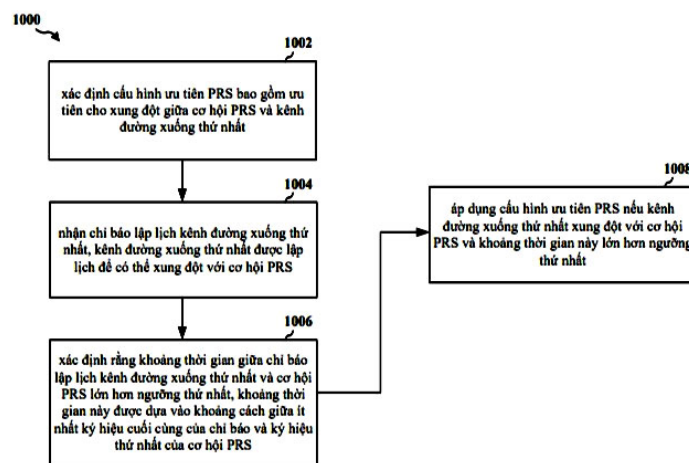 1000
1002
xác định cấu hình ưu tiên PRS bao gồm ưu
tiên cho xung đột giữa cơ hội PRS và kênh
đường xuống thứ nhất
1004
nhận chỉ báo lập lịch kênh đường xuống thứ
nhất, kênh đường xuống thứ nhất được lập
lịch để có thể xung đột với cơ hội PRS
1006
xác định rằng khoảng thời gian giữa chỉ báo
lập lịch kênh đường xuống thứ nhất và cơ hội
PRS lớn hơn ngưỡng thứ nhất, khoảng thời
gian này được dựa vào khoảng cách giữa ít
nhất ký hiệu cuối cùng của chỉ báo và ký hiệu
thứ nhất của cơ hội PRS
1008
áp dụng cấu hình ưu tiên PRS nếu kênh
đường xuống thứ nhất xung đột với cơ hội
PRS và khoảng thời gian này lớn hơn ngưỡng
thứ nhất